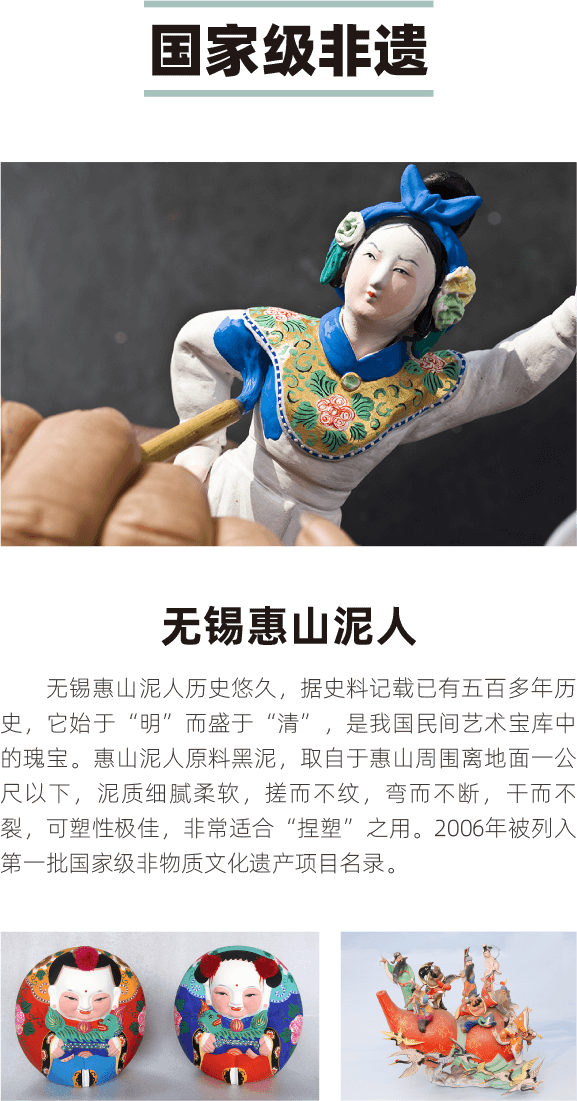 国家级非遗
无锡惠山泥人
无锡惠山泥人历史悠久，据史料记载已有五百多年历
史，它始于“明”而盛于“清”，是我国民间艺术宝库中
的瑰宝。惠山泥人原料黑泥，取自于惠山周围离地面一公
尺以下，泥质细腻柔软，搓而不纹，弯而不断，干而不
裂，可塑性极佳，非常适合“捏塑”之用。2006年被列入
第一批国家级非物质文化遗产项目名录。